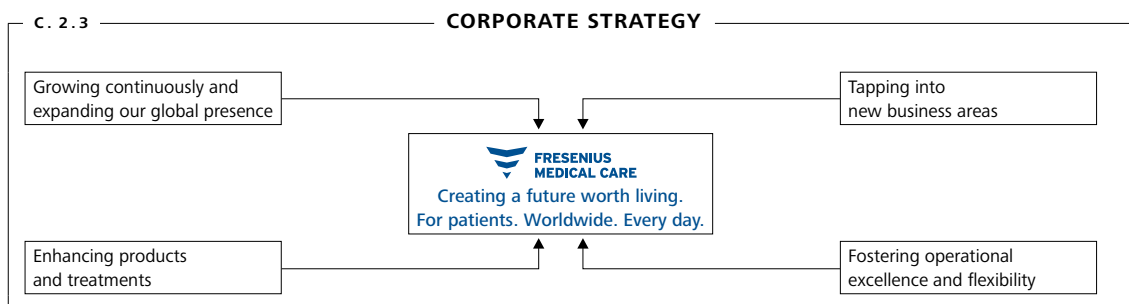 C. 2.3
CORPORATE STRATEGY
Growing continuously and
expanding our global presence
Tapping into
new business areas
FRESENIUS
MEDICAL CARE
Creating a future worth living.
For patients. Worldwide. Every day.
Enhancing products
and treatments
Fostering operational
excellence and flexibility